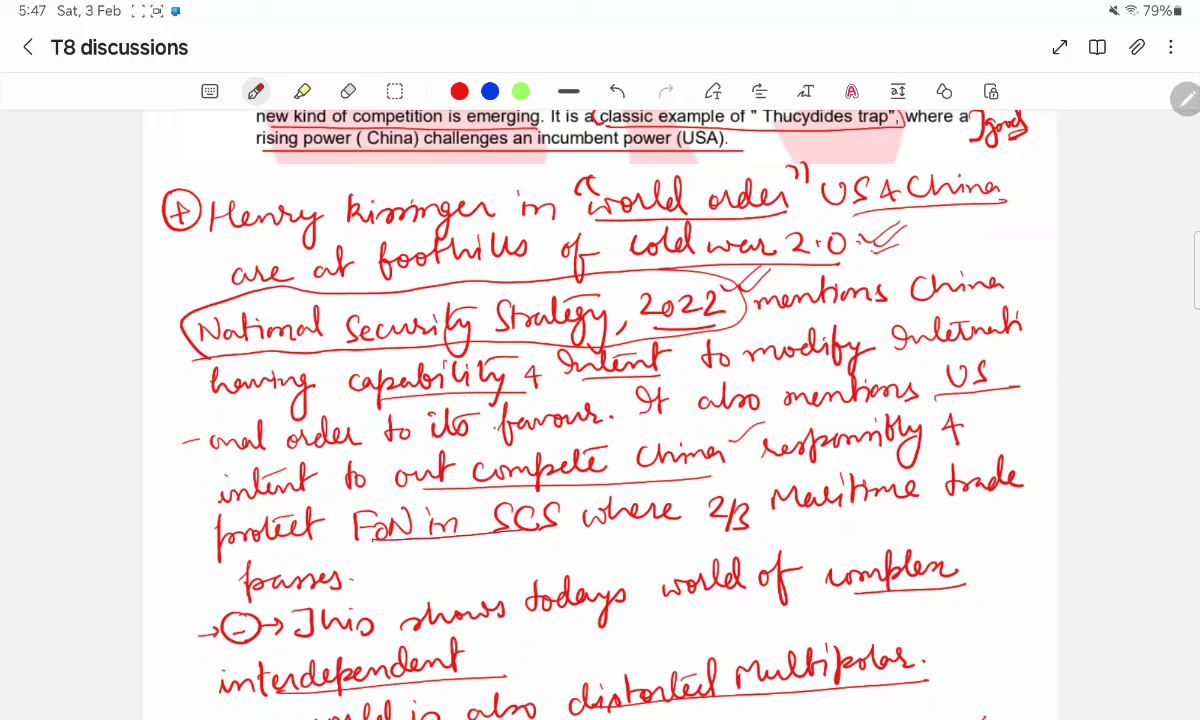 5:47 Sat, 3 Feb 79%
T8 discussions
new kind of competition is emerging. It is a classic example of " Thucydides trap", where a
rising power ( China) challenges an incumbent power (USA). good
+ Henry kissinger in "world order" US & China
are at foothills of cold war 2.0
National Security Strategy, 2022 mentions China
having capability & Intent to modify Internati
-onal order to its favour. It also mentions US
intent to out compete China responsibly &
protect FoN in SCS where 2/3 Maritime trade
passes.
→ - → This shows todays world of complex
interdependent
world is also distorted Multipolar.